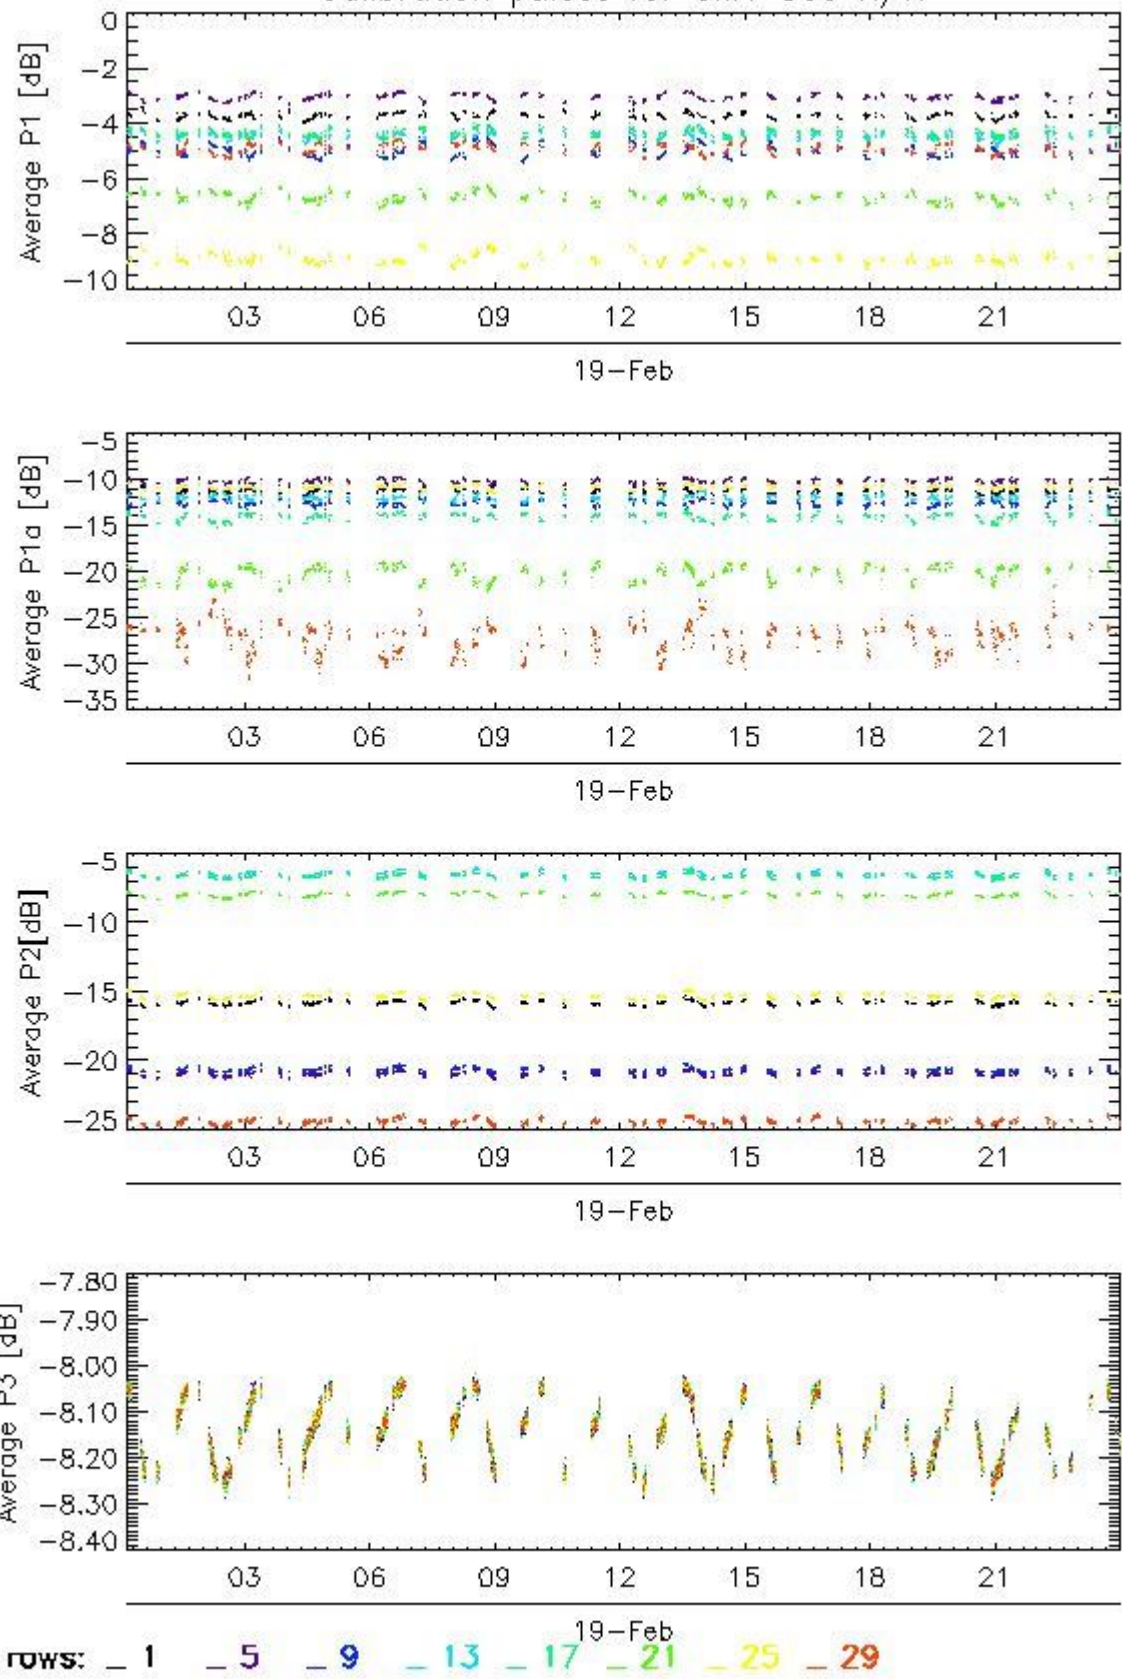 0
-2
-4
-6
-8
-10
Average P1 [dB]
03 06 09 12 15 18 21
19-Feb
-5
-10
-15
-20
-25
-30
-35
Average P1a [dB]
03 06 09 12 15 18 21
19-Feb
-5
-10
-15
-20
-25
Average P2[dB]
03 06 09 12 15 18 21
19-Feb
-7.80
-7.90
-8.00
-8.10
-8.20
-8.30
-8.40
Average P3 [dB]
03 06 09 12 15 18 21
19-Feb
rows: _ 1 _ 5 _ 9 _ 13 _ 17 _ 21 _ 25 _ 29